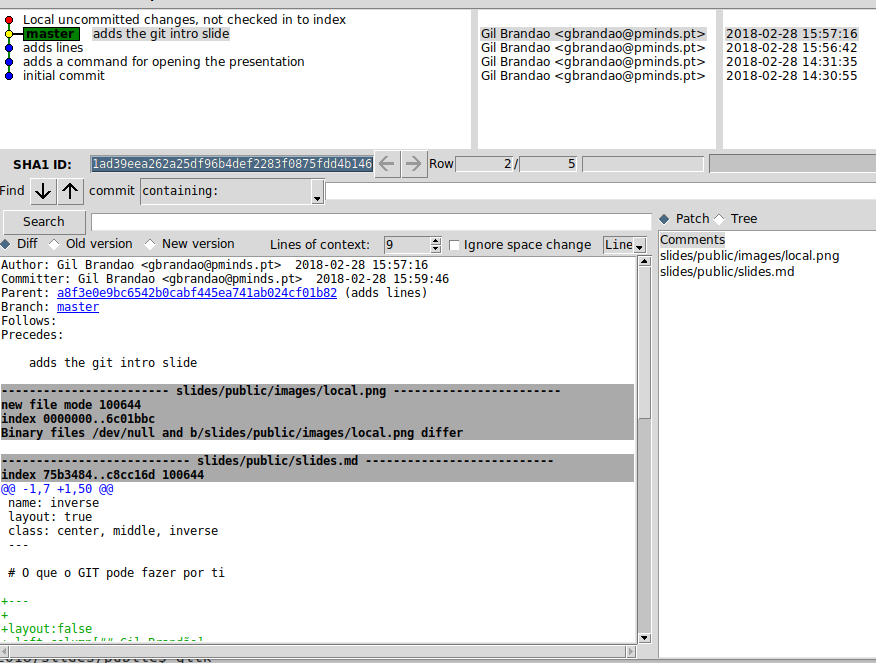 Local uncommitted changes, not checked in to index
master adds the git intro slide Gil Brandao <gbrandao@pminds.pt> 2018-02-28 15:57:16
adds lines Gil Brandao <gbrandao@pminds.pt> 2018-02-28 15:56:42
adds a command for opening the presentation Gil Brandao <gbrandao@pminds.pt> 2018-02-28 14:31:35
initial commit Gil Brandao <gbrandao@pminds.pt> 2018-02-28 14:30:55
SHA1 ID: 1ad39eea262a25df96b4def2283f0875fdd4b146 Row 2 / 5
Find commit containing:
Search
Patch Tree
Diff Old version New version Lines of context: 9 Ignore space change Line
Comments
slides/public/images/local.png
slides/public/slides.md
Author: Gil Brandao <gbrandao@pminds.pt> 2018-02-28 15:57:16
Committer: Gil Brandao <gbrandao@pminds.pt> 2018-02-28 15:59:46
Parent: a8f3e0e9bc6542b0cabf445ea741ab024cf01b82 (adds lines)
Branch: master
Follows:
Precedes:
adds the git intro slide
------------------------ slides/public/images/local.png ------------------------
new file mode 100644
index 0000000..6c01bbc
Binary files /dev/null and b/slides/public/images/local.png differ
--------------------------- slides/public/slides.md ---------------------------
index 75b3484..c8cc16d 100644
@@ -1,7 +1,50 @@
name: inverse
layout: true
class: center, middle, inverse
---
# O que o GIT pode fazer por ti
+---
+
+layout:false